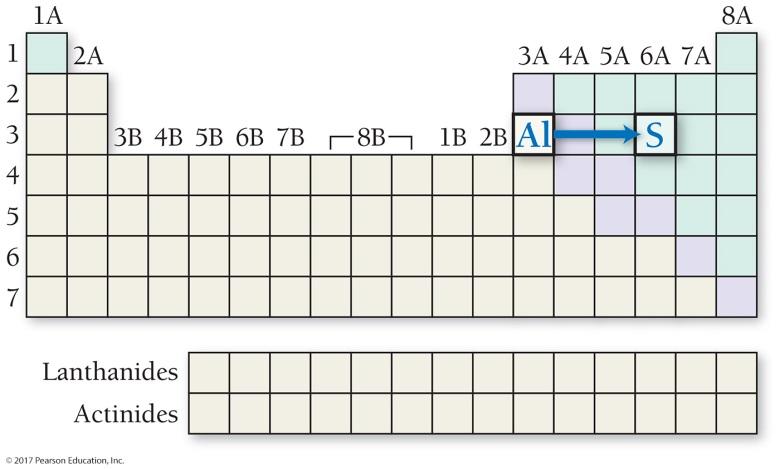 1A 8A
1 2A 3A 4A 5A 6A 7A
2
3 3B 4B 5B 6B 7B 8B 1B 2B Al S
4
5
6
7
Lanthanides
Actinides
© 2017 Pearson Education, Inc.